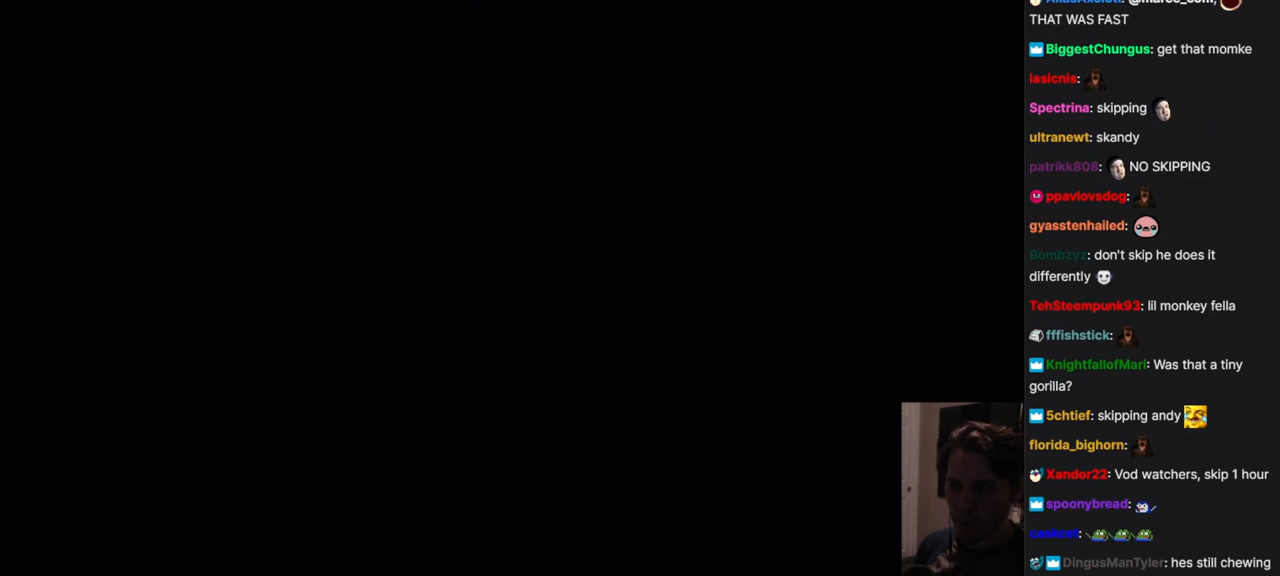 THAT WAS FAST
BiggestChungus: get that momke
lasicnis:
Spectrina: skipping
ultranewt: skandy
patrikk808: NO SKIPPING
ppavlovsdog:
gyasstenhailed:
Bombzyz: don't skip he does it
differently
TehSteempunk93: lil monkey fella
fffishstick:
KnightfallofMari: Was that a tiny
gorilla?
5chtief: skipping andy
florida_bighorn:
Xandor22: Vod watchers, skip 1 hour
spoonybread:
DingusManTyler: hes still chewing